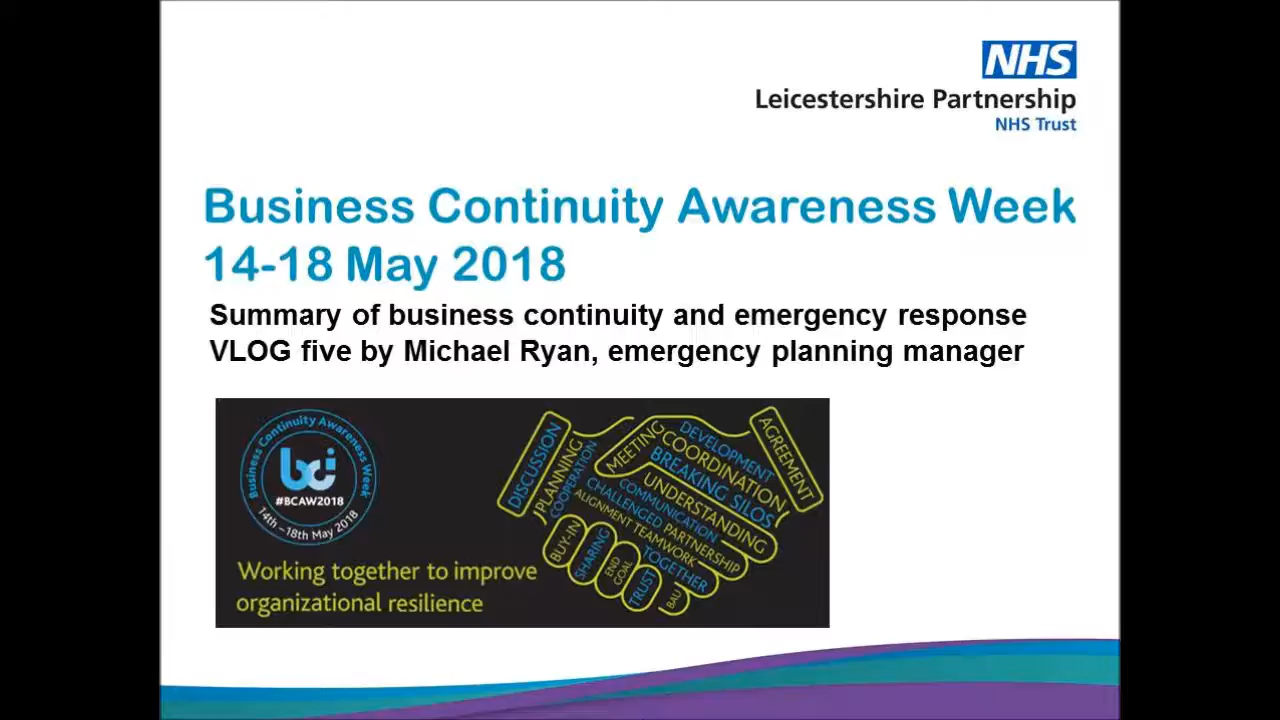 NHS
Leicestershire Partnership
NHS Trust
Business Continuity Awareness Week
14-18 May 2018
Summary of business continuity and emergency response
VLOG five by Michael Ryan, emergency planning manager
Business Continuity Awareness Week
bci
#BCAW2018
14th – 18th May 2018
Working together to improve
organizational resilience
DISCUSSION
PLANNING
COOPERATION
MEETING
DEVELOPMENT
COORDINATION
BREAKING SILOS
UNDERSTANDING
COMMUNICATION
CHALLENGED PARTNERSHIP
ALIGNMENT TEAMWORK
TOGETHER
AGREEMENT
BUY-IN
SHARING
END
GOAL
TRUST
BAU